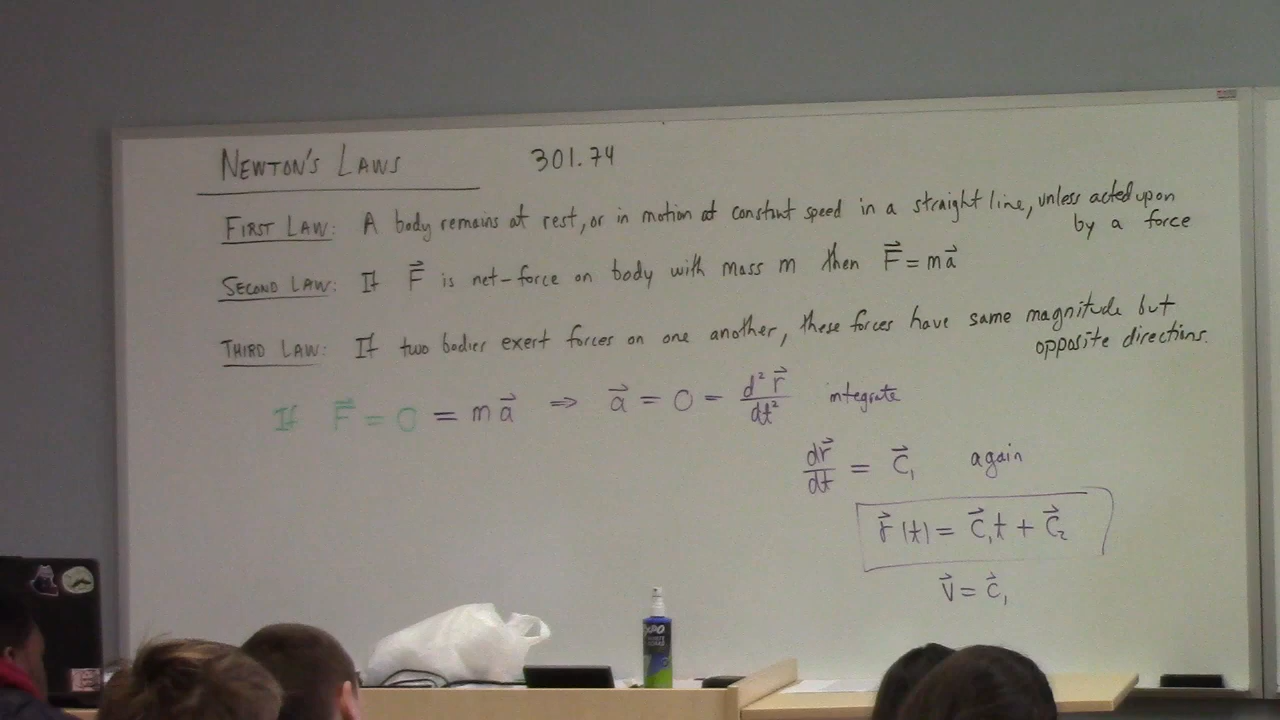 NEWTON'S LAWS 301.74
FIRST LAW: A body remains at rest, or in motion at constant speed in a straight line, unless acted upon
by a force
SECOND LAW: If F⃗ is net-force on body with mass m then F⃗ = ma⃗
THIRD LAW: If two bodies exert forces on one another, these forces have same magnitude but
opposite directions.
If F⃗ = 0 = ma⃗ ⇒ a⃗ = 0 = d²r⃗/dt² integrate
dr⃗/dt = C⃗₁ again
r⃗(t) = C⃗₁t + C⃗₂
v⃗ = C⃗₁
EXPO